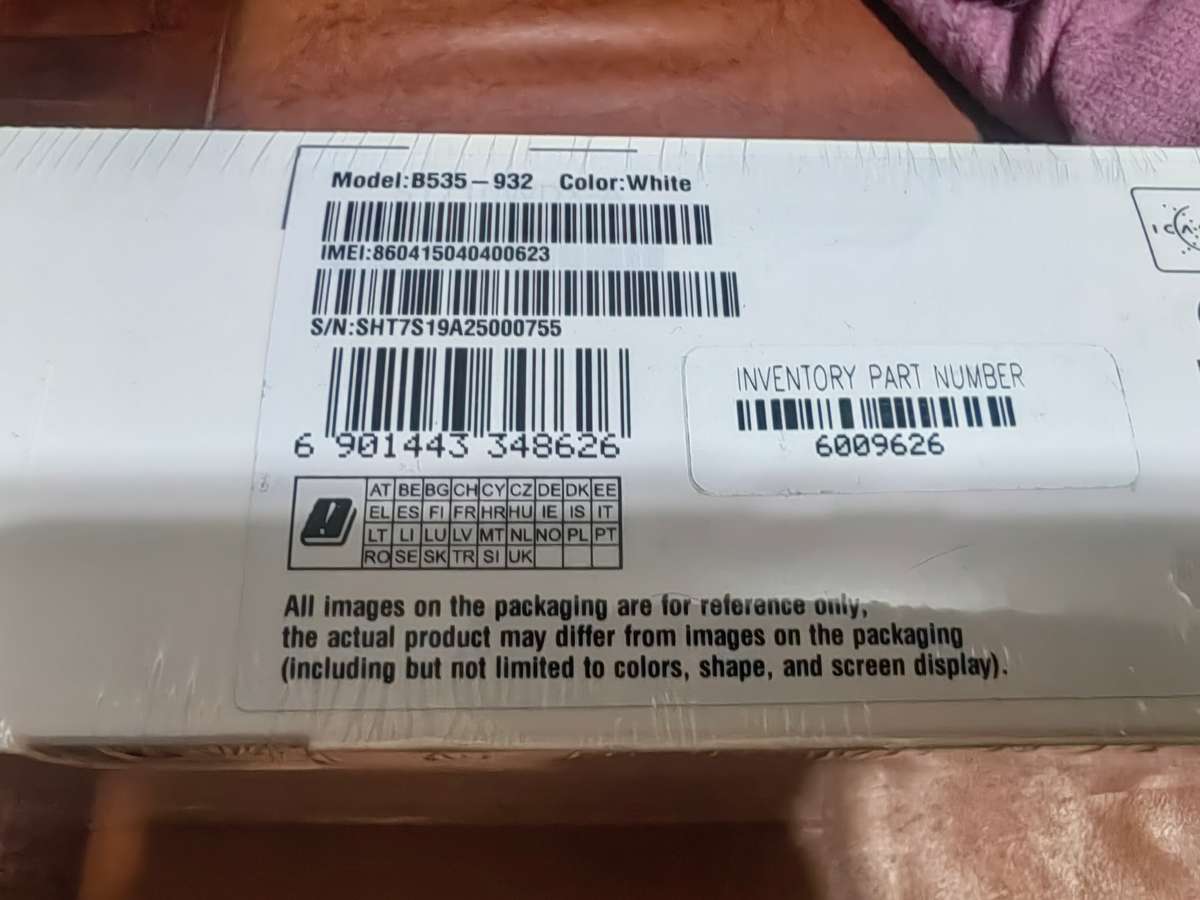 Model:B535-932 Color:White
IMEI:860415040400623
S/N:SHT7S19A25000755
6 901443 348626
INVENTORY PART NUMBER
6009626
AT BE BG CH CY CZ DE DK EE
EL ES FI FR HR HU IE IS IT
LT LI LU LV MT NL NO PL PT
RO SE SK TR SI UK
All images on the packaging are for reference only,
the actual product may differ from images on the packaging
(including but not limited to colors, shape, and screen display).